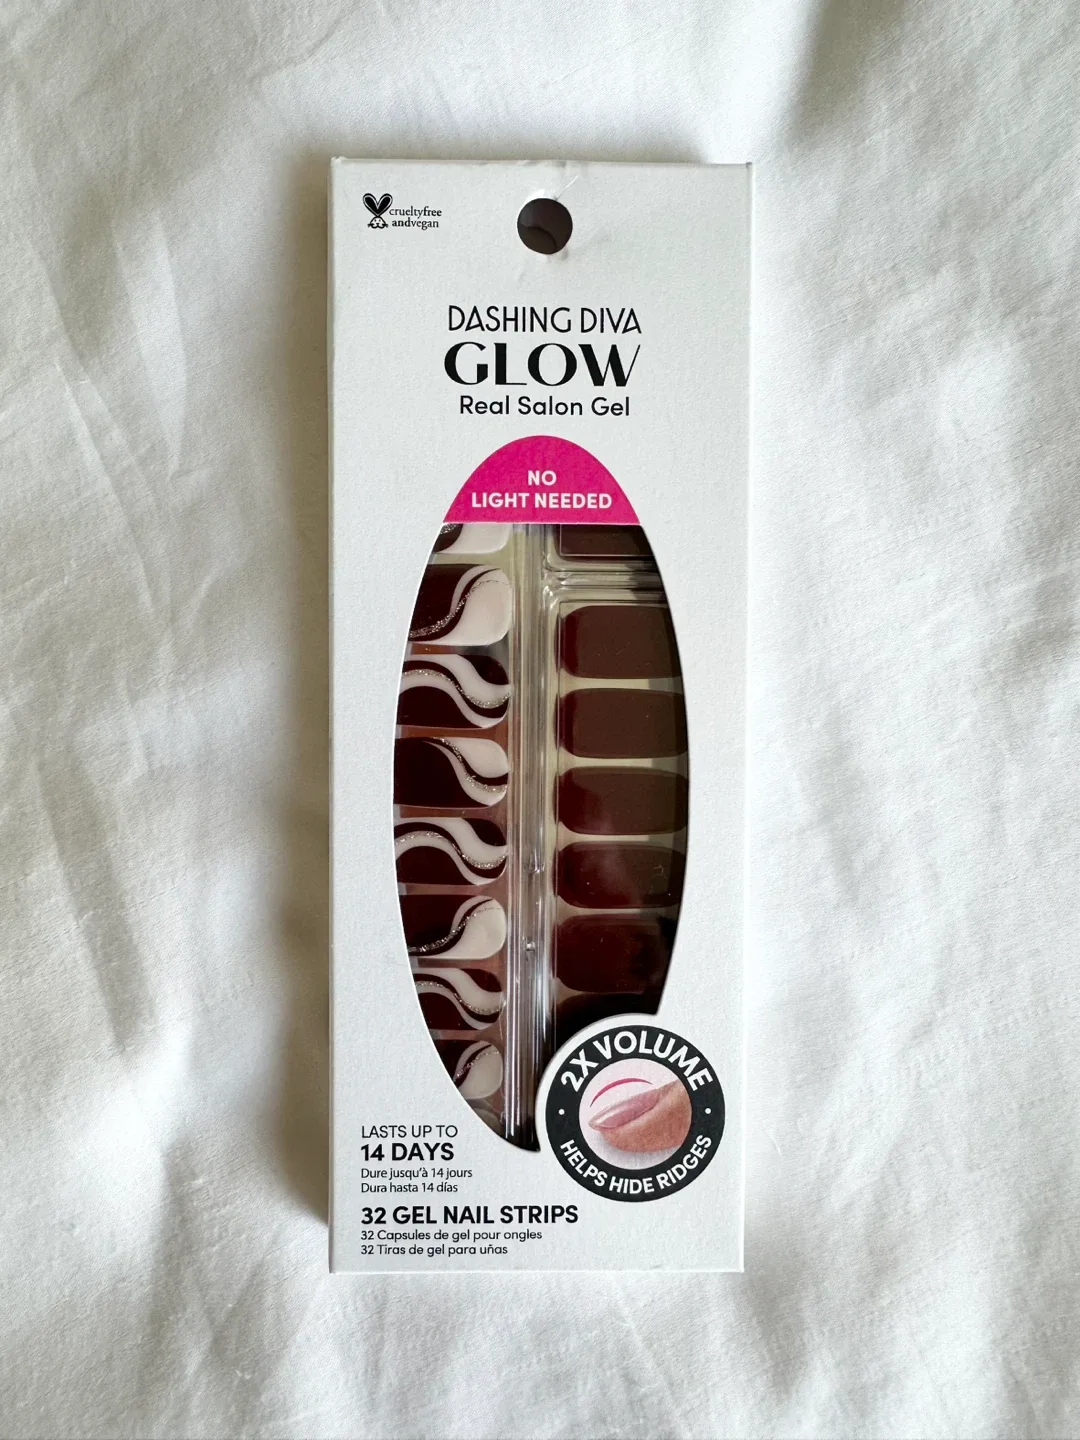 crueltyfree
andvegan
DASHING DIVA
GLOW
Real Salon Gel
NO
LIGHT NEEDED
2X VOLUME
HELPS HIDE RIDGES
LASTS UP TO
14 DAYS
Dure jusqu'à 14 jours
Dura hasta 14 días
32 GEL NAIL STRIPS
32 Capsules de gel pour ongles
32 Tiras de gel para uñas